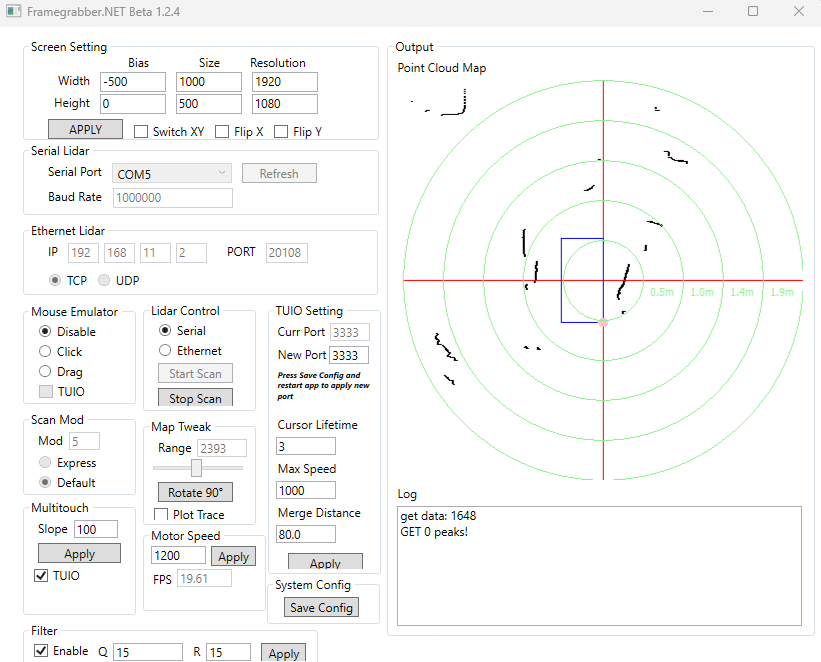 Framegrabber.NET Beta 1.2.4
Screen Setting
Bias Size Resolution
Width -500 1000 1920
Height 0 500 1080
APPLY Switch XY Flip X Flip Y
Serial Lidar
Serial Port COM5 Refresh
Baud Rate 1000000
Ethernet Lidar
IP 192 168 11 2 PORT 20108
TCP UDP
Mouse Emulator
Disable
Click
Drag
TUIO
Lidar Control
Serial
Ethernet
Start Scan
Stop Scan
TUIO Setting
Curr Port 3333
New Port 3333
Press Save Config and
restart app to apply new
port
Cursor Lifetime
3
Max Speed
1000
Merge Distance
80.0
Apply
Scan Mod
Mod 5
Express
Default
Map Tweak
Range 2393
Rotate 90°
Plot Trace
Multitouch
Slope 100
Apply
TUIO
Motor Speed
1200 Apply
FPS 19.61
System Config
Save Config
Filter
Enable Q 15 R 15 Apply
Output
Point Cloud Map
0.5m 1.0m 1.4m 1.9m
Log
get data: 1648
GET 0 peaks!